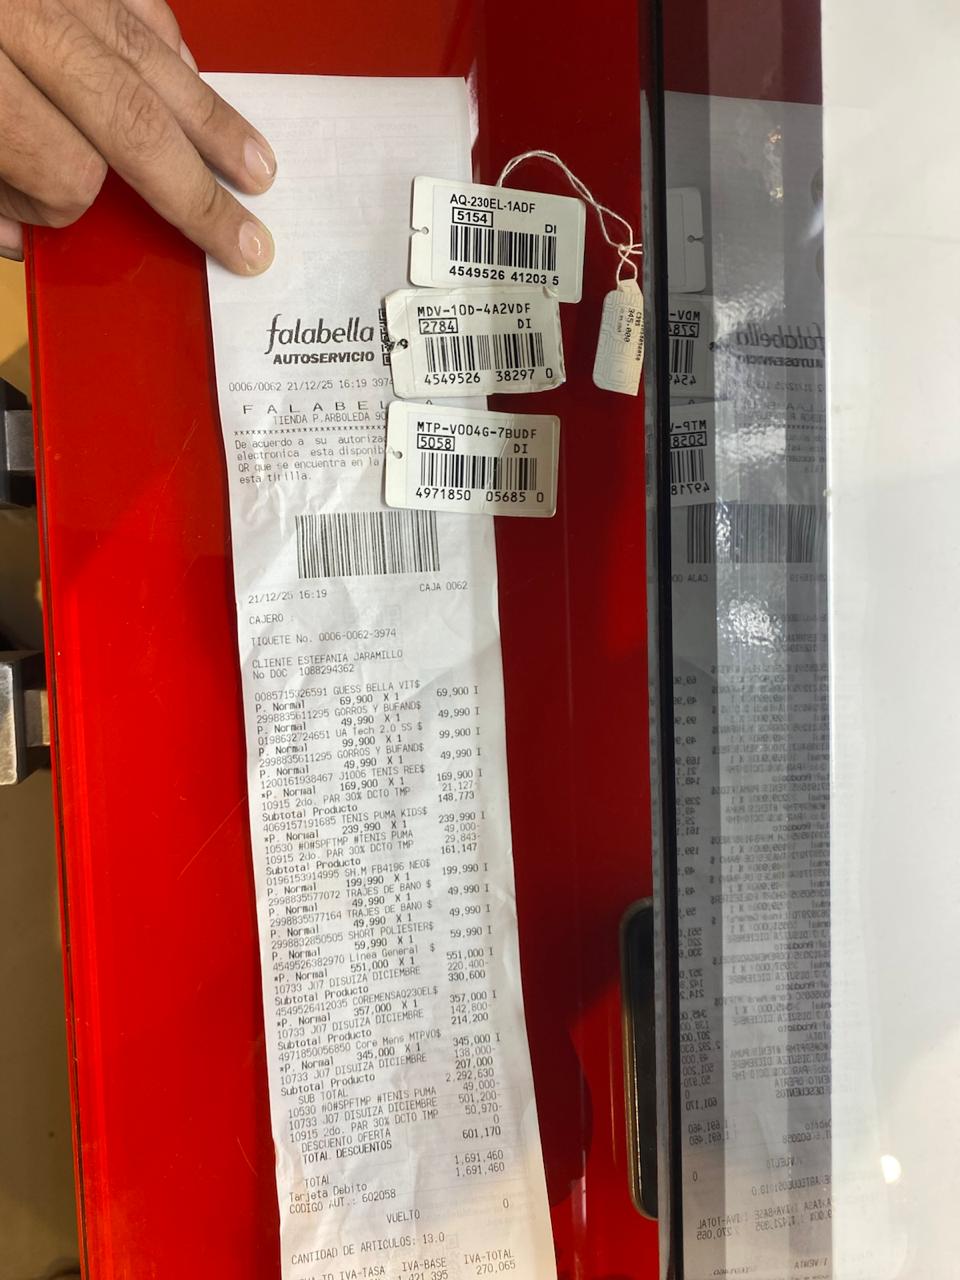 falabella
AUTOSERVICIO
0006/0062 21/12/25 16:19 3974
F A L A B E L
TIENDA P.ARBOLEDA 90
De acuerdo a su autoriza
electronica esta disponib
QR que se encuentra en la
esta tirilla.
21/12/25 16:19 CAJA 0062
CAJERO :
TIQUETE No. 0006-0062-3974
CLIENTE ESTEFANIA JARAMILLO
No DOC 1088294362
0085715326591 GUESS BELLA VIT$ 69,900 I
P. Normal 69,900 X 1
2998835611295 GORROS Y BUFAND$ 49,990 I
P. Normal 49,990 X 1
0198632724651 UA Tech 2.0 SS $ 99,900 I
P. Normal 99,900 X 1
2998835611295 GORROS Y BUFAND$ 49,990 I
P. Normal 49,990 X 1
1200161938467 J1006 TENIS REE$ 169,900 I
*P. Normal 169,900 X 1
10915 2do. PAR 30% DCTO TMP 21,127-
Subtotal Producto 148,773
4069157191685 TENIS PUMA KIDS$ 239,990 I
*P. Normal 239,990 X 1
10530 #O#SPFTMP #TENIS PUMA 49,000-
10915 2do. PAR 30% DCTO TMP 29,843-
Subtotal Producto 161,147
0196153914995 SH.M FB4196 NEO$ 199,990 I
P. Normal 199,990 X 1
2998835577072 TRAJES DE BANO $ 49,990 I
P. Normal 49,990 X 1
2998835577164 TRAJES DE BANO $ 49,990 I
P. Normal 49,990 X 1
2998832850505 SHORT POLIESTER$ 59,990 I
P. Normal 59,990 X 1
4549526382970 Linea General $ 551,000 I
*P. Normal 551,000 X 1
10733 J07 DISUIZA DICIEMBRE 220,400-
Subtotal Producto 330,600
4549526412035 COREMENSAQ230EL$ 357,000 I
*P. Normal 357,000 X 1
10733 J07 DISUIZA DICIEMBRE 142,800-
Subtotal Producto 214,200
4971850056850 Core Mens MTPV0$ 345,000 I
*P. Normal 345,000 X 1
10733 J07 DISUIZA DICIEMBRE 138,000-
Subtotal Producto 207,000
SUB TOTAL 2,292,630
10530 #O#SPFTMP #TENIS PUMA 49,000-
10733 J07 DISUIZA DICIEMBRE 501,200-
10915 2do. PAR 30% DCTO TMP 50,970-
DESCUENTO OFERTA 0
TOTAL DESCUENTOS 601,170
TOTAL 1,691,460
Tarjeta Debito 1,691,460
CODIGO AUT.: 602058
VUELTO 0
CANTIDAD DE ARTICULOS: 13.0
ID IVA-TASA IVA-BASE IVA-TOTAL
1,421,395 270,065
AQ-230EL-1ADF
5154
DI
4549526 41203 5
MDV-10D-4A2VDF
2784 DI
4549526 38297 0
MTP-V004G-7BUDF
5058 DI
4971850 05685 0
345.000